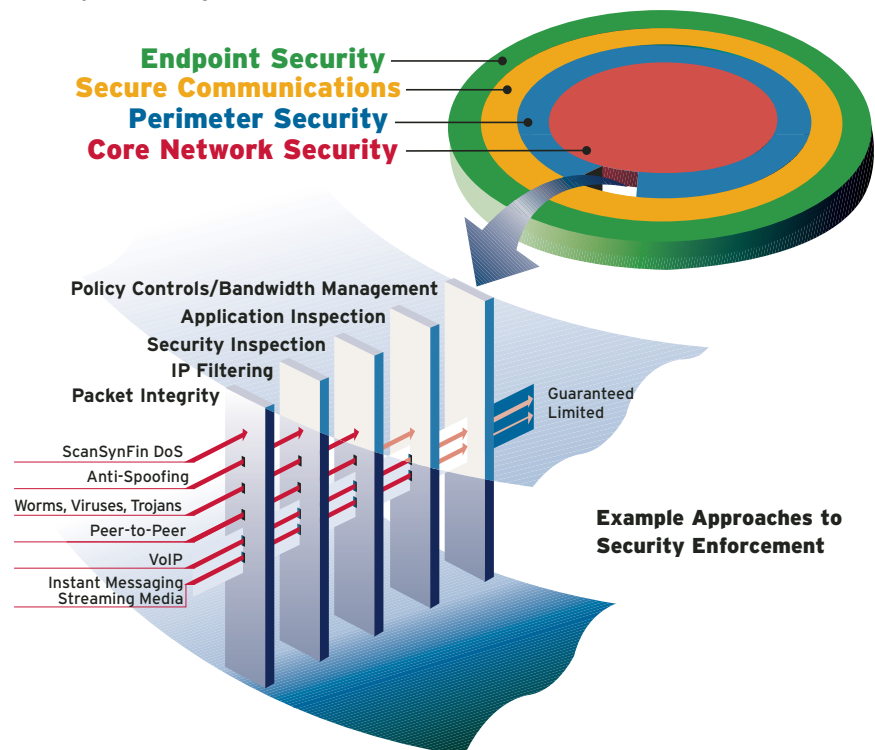 Endpoint Security
Secure Communications
Perimeter Security
Core Network Security
Policy Controls/Bandwidth Management
Application Inspection
Security Inspection
IP Filtering
Packet Integrity
ScanSynFin DoS
Anti-Spoofing
Worms, Viruses, Trojans
Peer-to-Peer
VoIP
Instant Messaging
Streaming Media
Guaranteed
Limited
Example Approaches to
Security Enforcement